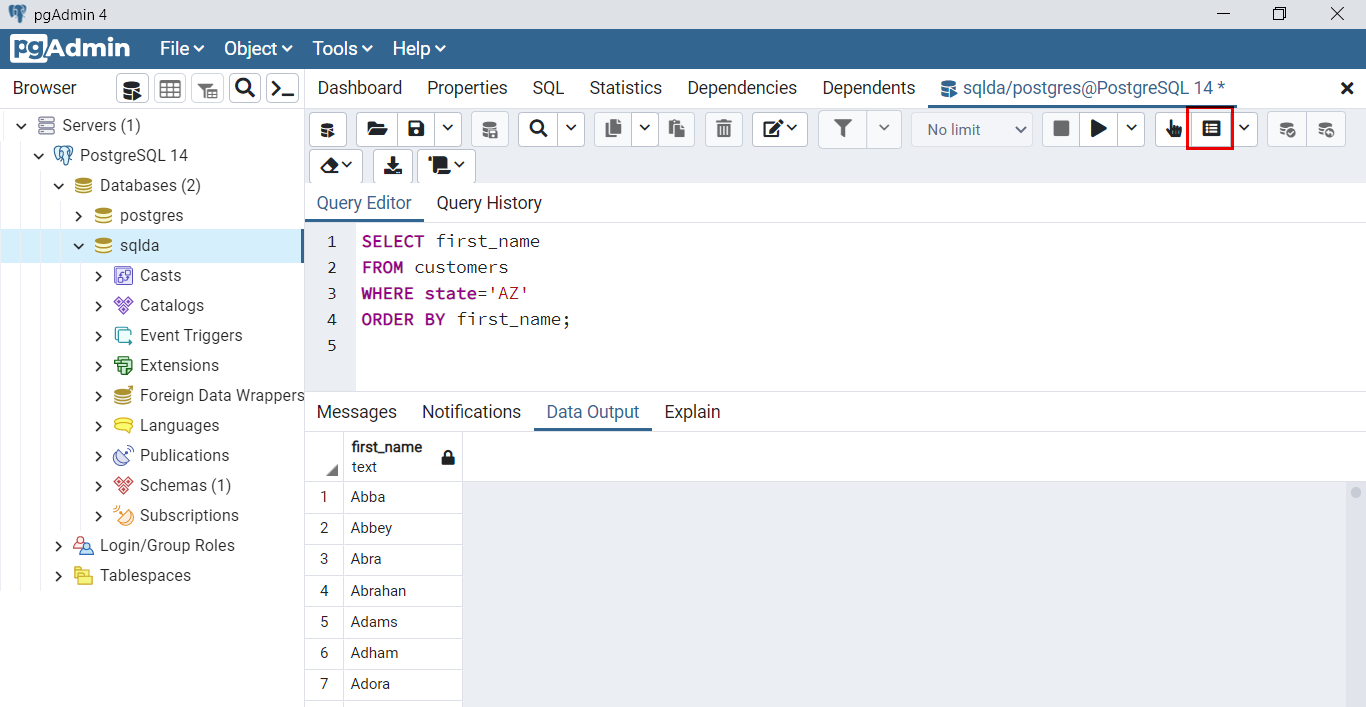 pgAdmin 4
pgAdmin File Object Tools Help
Browser
Dashboard Properties SQL Statistics Dependencies Dependents sqlda/postgres@PostgreSQL 14 *
No limit
Servers (1)
PostgreSQL 14
Databases (2)
postgres
sqlda
Casts
Catalogs
Event Triggers
Extensions
Foreign Data Wrappers
Languages
Publications
Schemas (1)
Subscriptions
Login/Group Roles
Tablespaces
Query Editor Query History
1 SELECT first_name
2 FROM customers
3 WHERE state='AZ'
4 ORDER BY first_name;
5
Messages Notifications Data Output Explain
first_name
text
1 Abba
2 Abbey
3 Abra
4 Abrahan
5 Adams
6 Adham
7 Adora